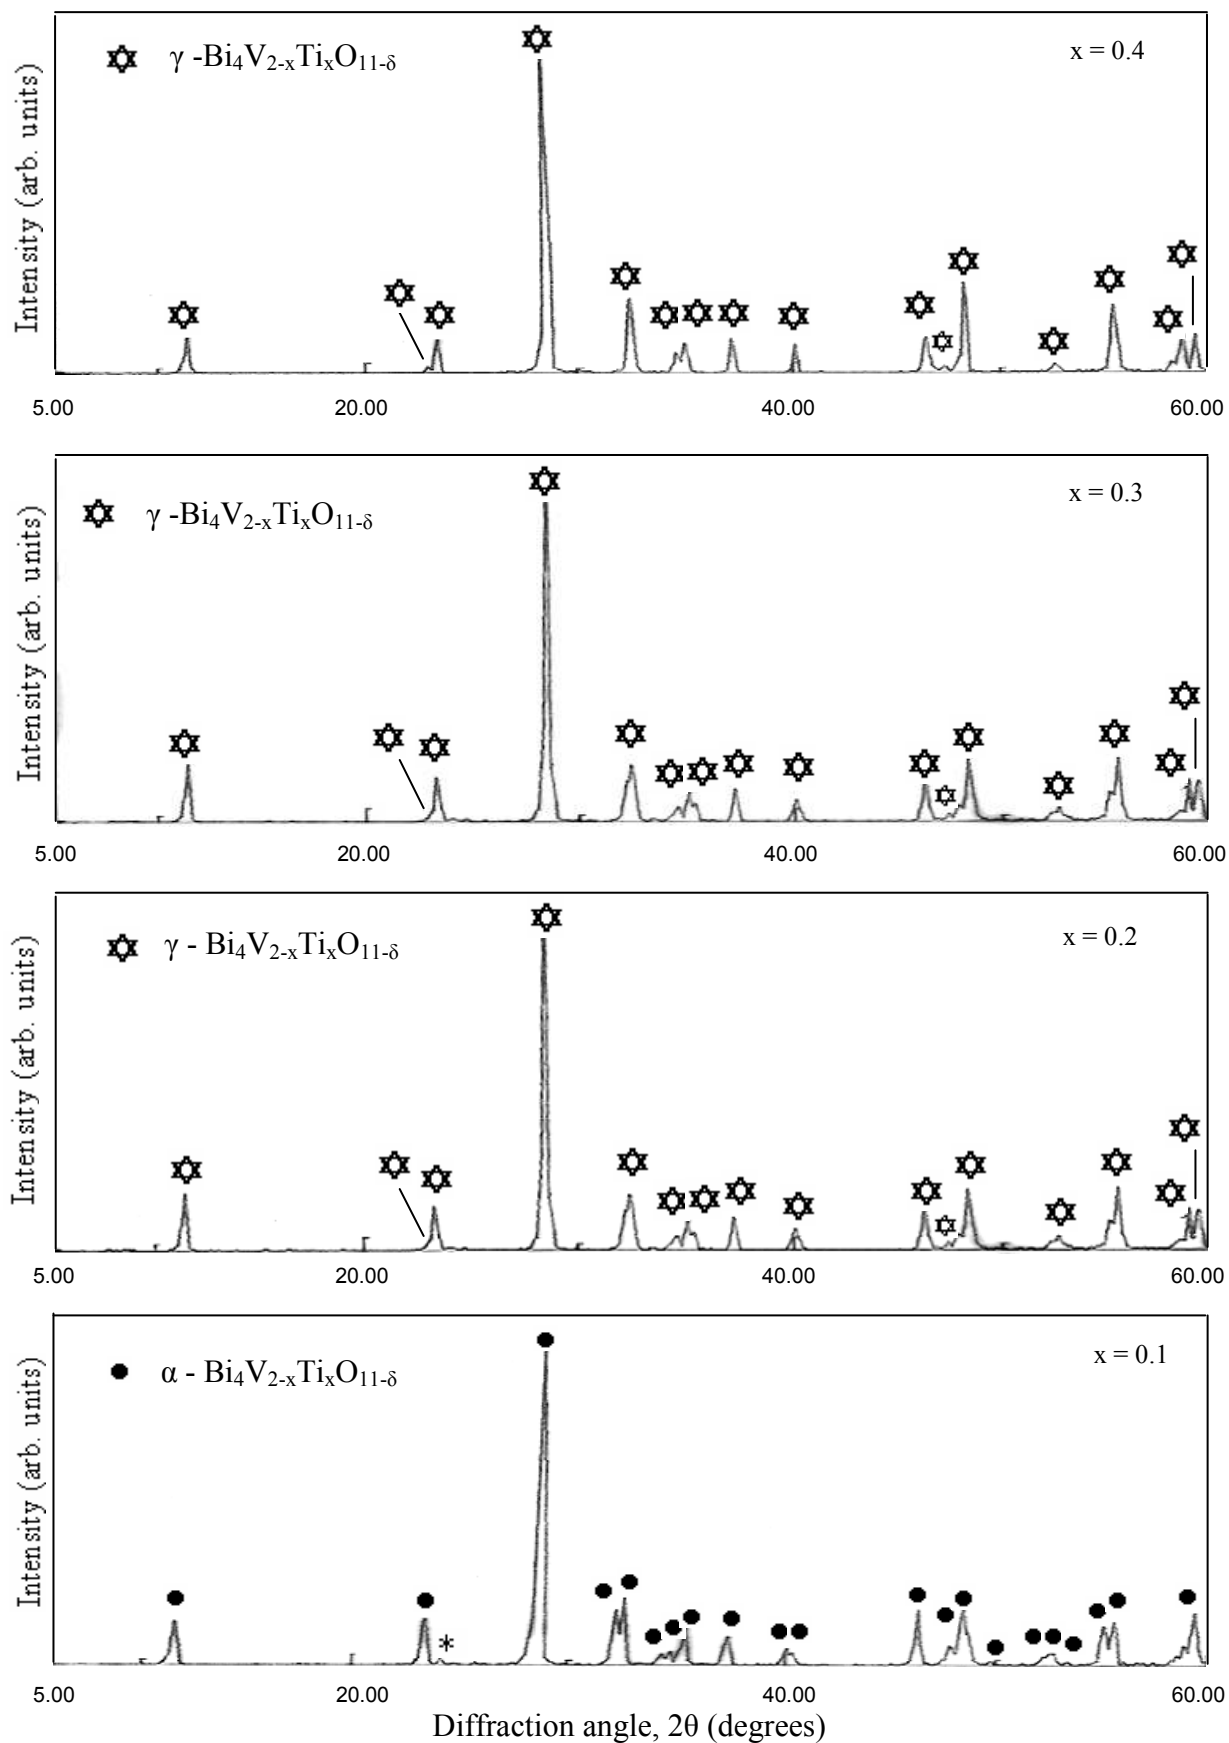 γ -Bi₄V₂₋ₓTiₓO₁₁₋δ
x = 0.4
Intensity (arb. units)
5.00 20.00 40.00 60.00
γ -Bi₄V₂₋ₓTiₓO₁₁₋δ
x = 0.3
Intensity (arb. units)
5.00 20.00 40.00 60.00
γ - Bi₄V₂₋ₓTiₓO₁₁₋δ
x = 0.2
Intensity (arb. units)
5.00 20.00 40.00 60.00
α - Bi₄V₂₋ₓTiₓO₁₁₋δ
x = 0.1
Intensity (arb. units)
*
5.00 20.00 40.00 60.00
Diffraction angle, 2θ (degrees)